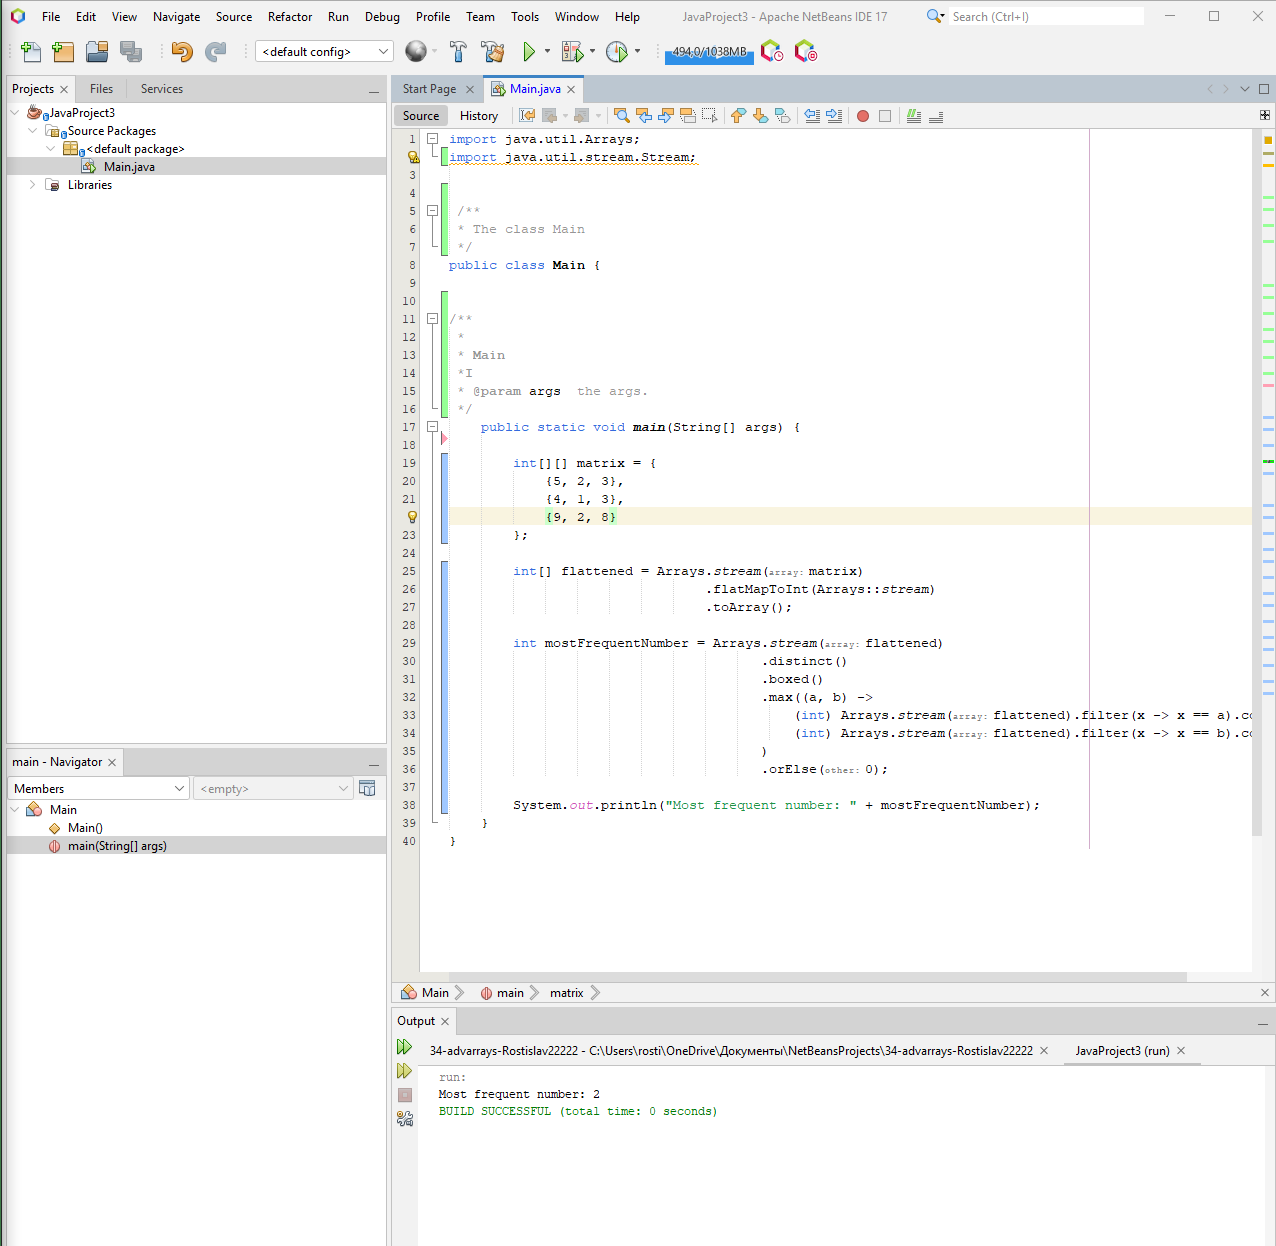 File Edit View Navigate Source Refactor Run Debug Profile Team Tools Window Help JavaProject3 - Apache NetBeans IDE 17 Search (Ctrl+I)
<default config> 494,0/1038MB
Projects Files Services
JavaProject3
Source Packages
<default package>
Main.java
Libraries
Start Page Main.java
Source History
1 import java.util.Arrays;
import java.util.stream.Stream;
3
4
5 /**
6 * The class Main
7 */
8 public class Main {
9
10
11 /**
12 *
13 * Main
14 *
15 * @param args the args.
16 */
17 public static void main(String[] args) {
18
19 int[][] matrix = {
20 {5, 2, 3},
21 {4, 1, 3},
{9, 2, 8}
23 };
24
25 int[] flattened = Arrays.stream(array: matrix)
26 .flatMapToInt(Arrays::stream)
27 .toArray();
28
29 int mostFrequentNumber = Arrays.stream(array: flattened)
30 .distinct()
31 .boxed()
32 .max((a, b) ->
33 (int) Arrays.stream(array: flattened).filter(x -> x == a).co
34 (int) Arrays.stream(array: flattened).filter(x -> x == b).co
35 )
36 .orElse(other: 0);
37
38 System.out.println("Most frequent number: " + mostFrequentNumber);
39 }
40 }
Main main matrix
main - Navigator
Members <empty>
Main
Main()
main(String[] args)
Output
34-advarrays-Rostislav22222 - C:\Users\rosti\OneDrive\Документы\NetBeansProjects\34-advarrays-Rostislav22222 JavaProject3 (run)
run:
Most frequent number: 2
BUILD SUCCESSFUL (total time: 0 seconds)